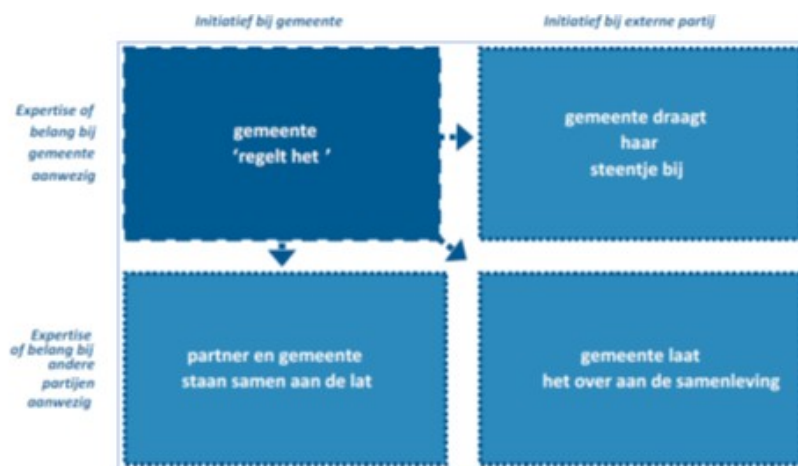 Initiatief bij gemeente
Initiatief bij externe partij
Expertise of
belang bij
gemeente
aanwezig
gemeente
‘regelt het ’
gemeente draagt
haar
steentje bij
Expertise
of belang bij
andere
partijen
aanwezig
partner en gemeente
staan samen aan de lat
gemeente laat
het over aan de samenleving